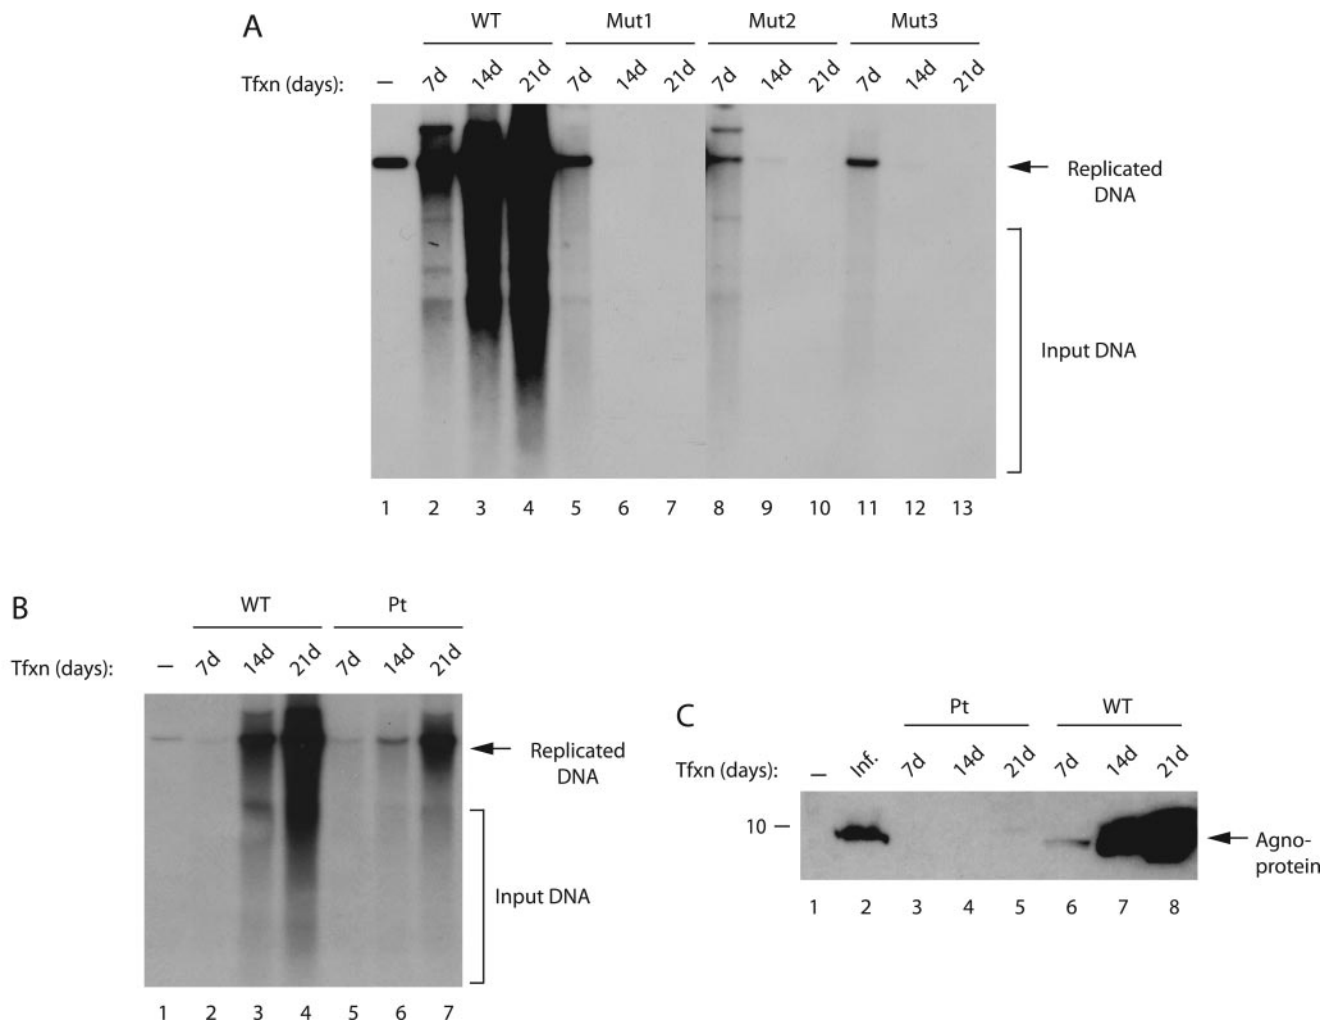 A
WT Mut1 Mut2 Mut3
Tfxn (days): – 7d 14d 21d 7d 14d 21d 7d 14d 21d 7d 14d 21d
Replicated
DNA
Input DNA
1 2 3 4 5 6 7 8 9 10 11 12 13
B
WT Pt
Tfxn (days): – 7d 14d 21d 7d 14d 21d
Replicated
DNA
Input DNA
1 2 3 4 5 6 7
C
Pt WT
Tfxn (days): – Inf. 7d 14d 21d 7d 14d 21d
10 –
Agno-
protein
1 2 3 4 5 6 7 8